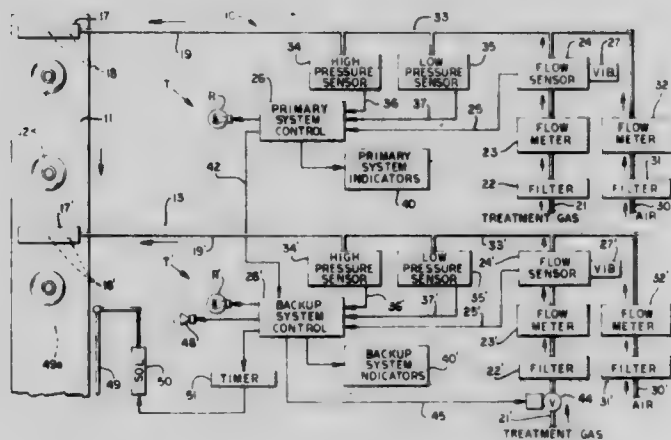 17
10
33
19
18
34
HIGH PRESSURE SENSOR
35
LOW PRESSURE SENSOR
24
FLOW SENSOR
27
VIB
T
R
26
PRIMARY SYSTEM CONTROL
36
37
25
11
12
42
PRIMARY SYSTEM INDICATORS
40
23
FLOW METER
32
FLOW METER
22
FILTER
31
FILTER
21
TREATMENT GAS
30
AIR
13
17'
19'
18'
33'
34'
HIGH PRESSURE SENSOR
LOW PRESSURE SENSOR
35'
24'
FLOW SENSOR
27'
VIB
T'
R'
28
BACKUP SYSTEM CONTROL
36'
37'
25'
48
32'
FLOW METER
23'
FLOW METER
49a
49
SOL
50
TIMER
51
BACKUP SYSTEM INDICATORS
40'
22'
FILTER
FILTER
31'
30'
AIR
45
V
44
21'
TREATMENT GAS